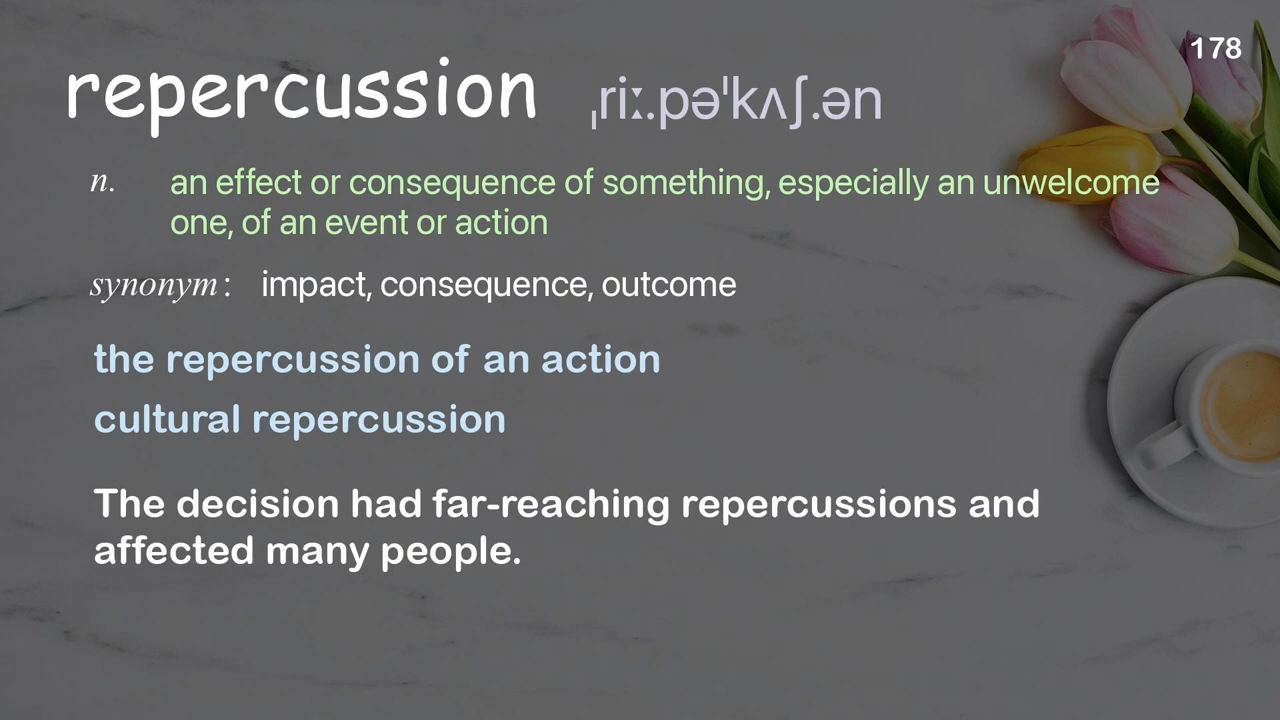 178
repercussion ˌriː.pəˈkʌʃ.ən
n. an effect or consequence of something, especially an unwelcome
one, of an event or action
synonym: impact, consequence, outcome
the repercussion of an action
cultural repercussion
The decision had far-reaching repercussions and
affected many people.